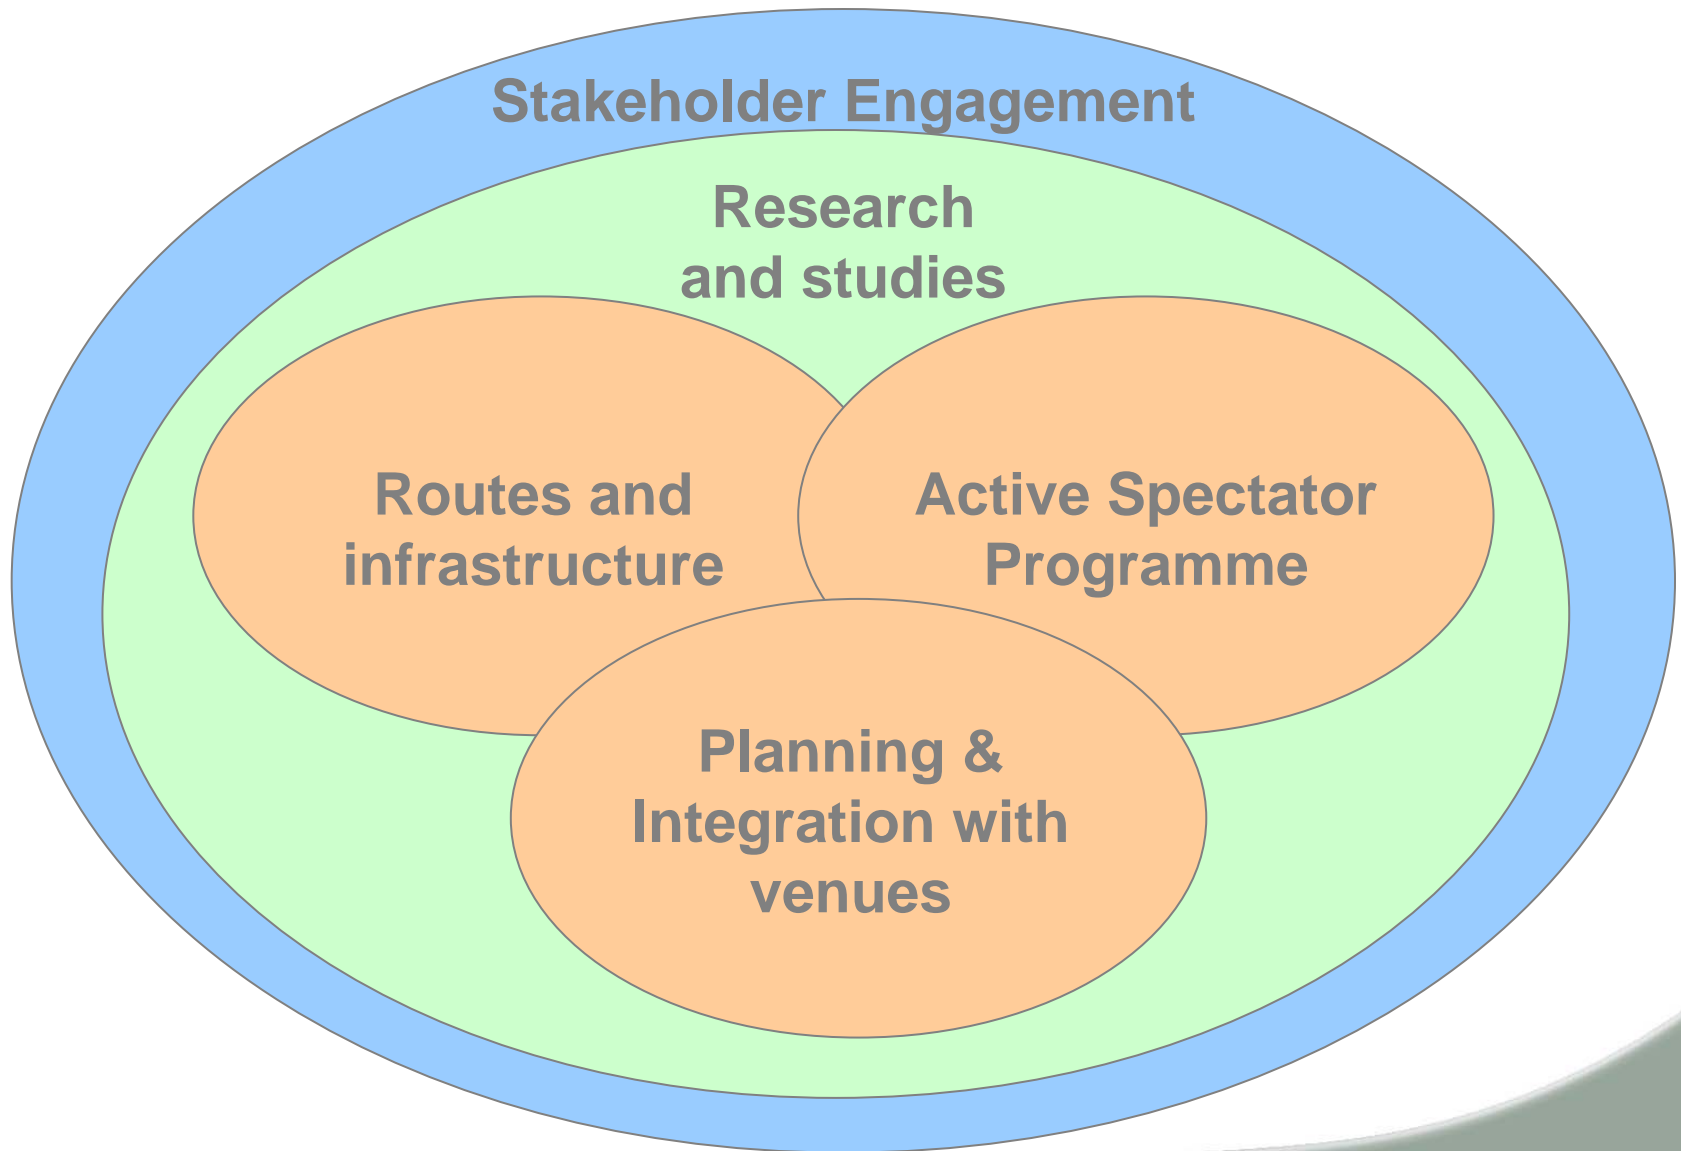 Stakeholder Engagement
Research
and studies
Routes and
infrastructure
Active Spectator
Programme
Planning &
Integration with
venues